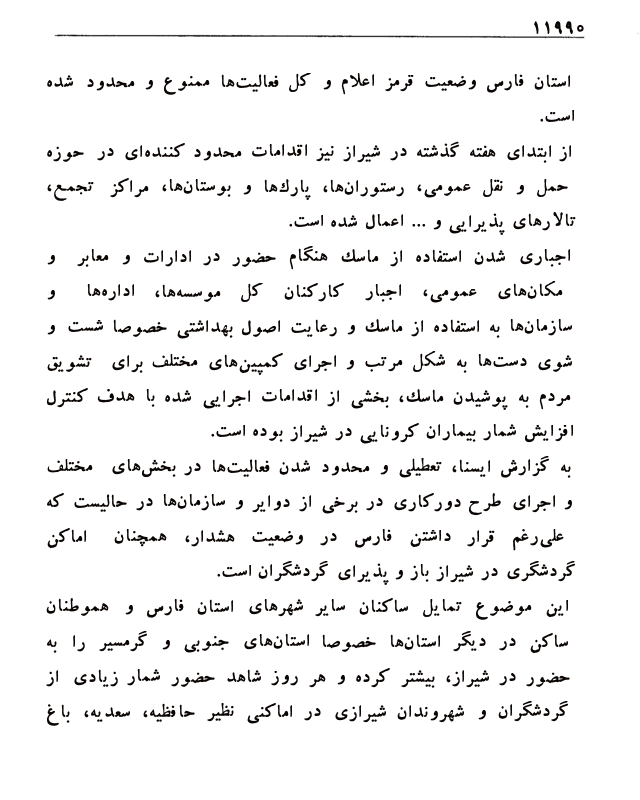 ۱۱۹۹۰
استان فارس وضعیت قرمز اعلام و کل فعالیت‌ها ممنوع و محدود شده
است.
از ابتدای هفته گذشته در شیراز نیز اقدامات محدود کننده‌ای در حوزه
حمل و نقل عمومی، رستوران‌ها، پارك‌ها و بوستان‌ها، مراکز تجمع،
تالارهای پذیرایی و ... اعمال شده است.
اجباری شدن استفاده از ماسك هنگام حضور در ادارات و معابر و
مکان‌های عمومی، اجبار کارکنان کل موسسه‌ها، اداره‌ها و
سازمان‌ها به استفاده از ماسك و رعایت اصول بهداشتی خصوصا شست و
شوی دست‌ها به شکل مرتب و اجرای کمپین‌های مختلف برای تشویق
مردم به پوشیدن ماسك، بخشی از اقدامات اجرایی شده با هدف کنترل
افزایش شمار بیماران کرونایی در شیراز بوده است.
به گزارش ایسنا، تعطیلی و محدود شدن فعالیت‌ها در بخش‌های مختلف
و اجرای طرح دورکاری در برخی از دوایر و سازمان‌ها در حالیست که
علی‌رغم قرار داشتن فارس در وضعیت هشدار، همچنان اماکن
گردشگری در شیراز باز و پذیرای گردشگران است.
این موضوع تمایل ساکنان سایر شهرهای استان فارس و هموطنان
ساکن در دیگر استان‌ها خصوصا استان‌های جنوبی و گرمسیر را به
حضور در شیراز، بیشتر کرده و هر روز شاهد حضور شمار زیادی از
گردشگران و شهروندان شیرازی در اماکنی نظیر حافظیه، سعدیه، باغ